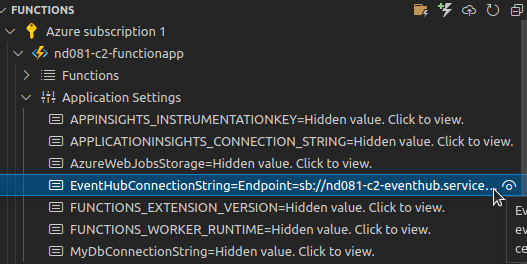 FUNCTIONS
Azure subscription 1
nd081-c2-functionapp
Functions
Application Settings
APPINSIGHTS_INSTRUMENTATIONKEY=Hidden value. Click to view.
APPLICATIONINSIGHTS_CONNECTION_STRING=Hidden value. Click to view.
AzureWebJobsStorage=Hidden value. Click to view.
EventHubConnectionString=Endpoint=sb://nd081-c2-eventhub.service...
FUNCTIONS_EXTENSION_VERSION=Hidden value. Click to view.
Ev
FUNCTIONS_WORKER_RUNTIME=Hidden value. Click to view.
ev
MyDbConnectionString=Hidden value. Click to view.
ce